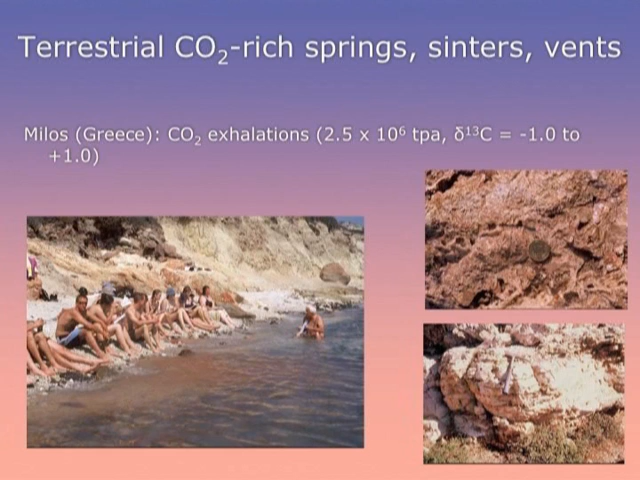 Terrestrial CO₂-rich springs, sinters, vents
Milos (Greece): CO₂ exhalations (2.5 x 10⁶ tpa, δ¹³C = -1.0 to
+1.0)